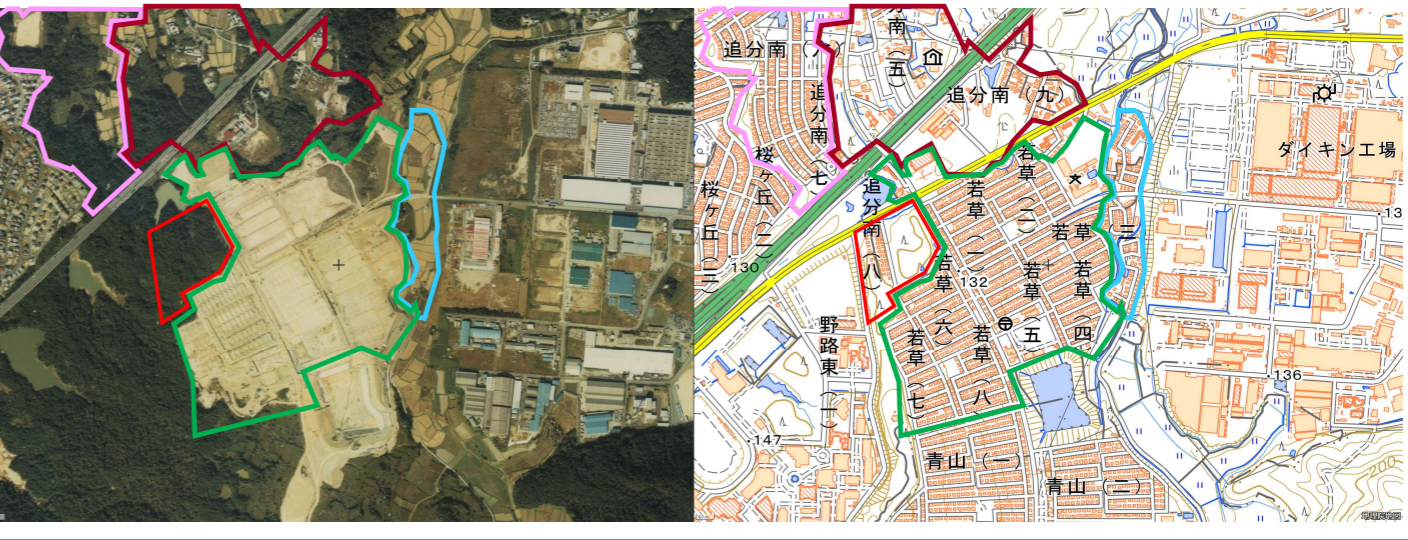 追分南（一）
追分南（五）
追分南（九）
追分南（七）
桜ヶ丘（二）
桜ヶ丘（三）
追分南（八）
若草（一）
若草（二）
若草（三）
若草（四）
若草（五）
若草（六）
若草（七）
若草（八）
野路東（一）
青山（一）
青山（二）
ダイキン工場
130
132
136
147
200
地理院地図